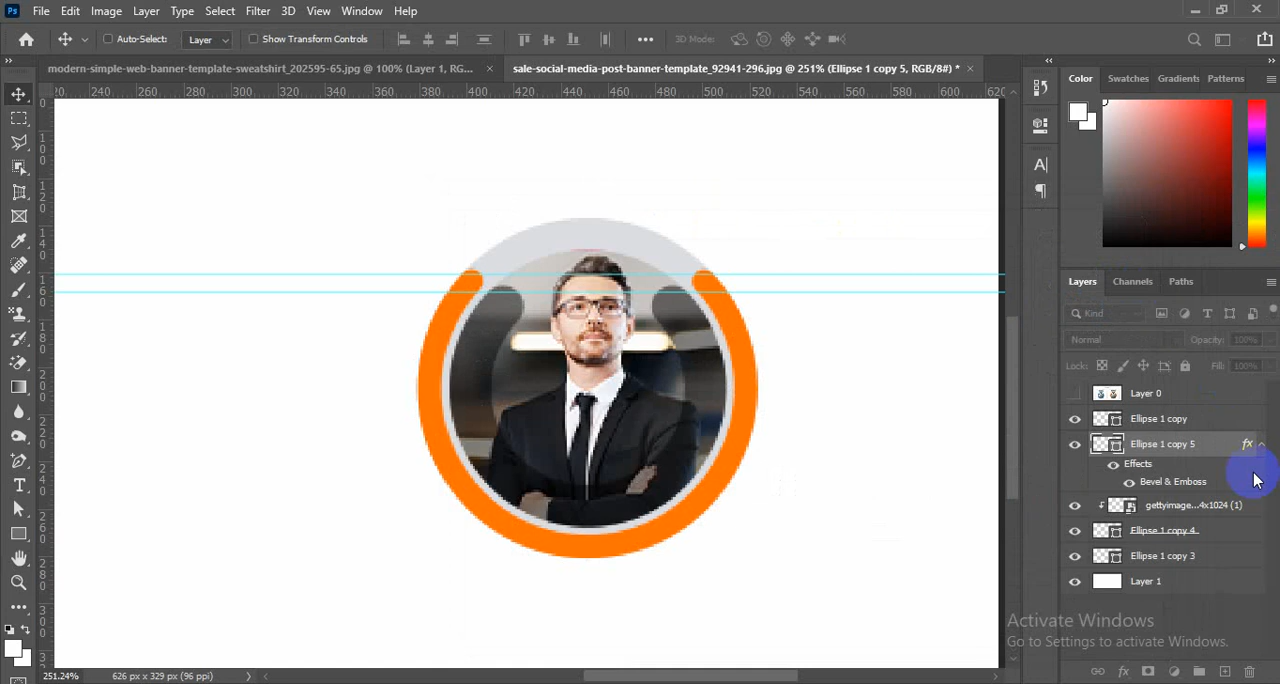 Ps File Edit Image Layer Type Select Filter 3D View Window Help
Auto-Select: Layer Show Transform Controls 3D Mode:
modern-simple-web-banner-template-sweatshirt_202595-65.jpg @ 100% (Layer 1, RG... × sale-social-media-post-banner-template_92941-296.jpg @ 251% (Ellipse 1 copy 5, RGB/8#) * ×
Color Swatches Gradients Patterns
240 260 280 300 320 340 360 380 400 420 440 460 480 500 520 540 560 580 600
Layers Channels Paths
Kind
Normal Opacity: 100%
Lock: Fill: 100%
Layer 0
Ellipse 1 copy
Ellipse 1 copy 5 fx
Effects
Bevel & Emboss
gettyimage...4x1024 (1)
Ellipse 1 copy 4
Ellipse 1 copy 3
Layer 1
Activate Windows
Go to Settings to activate Windows.
251.24% 626 px x 329 px (96 ppi)
fx